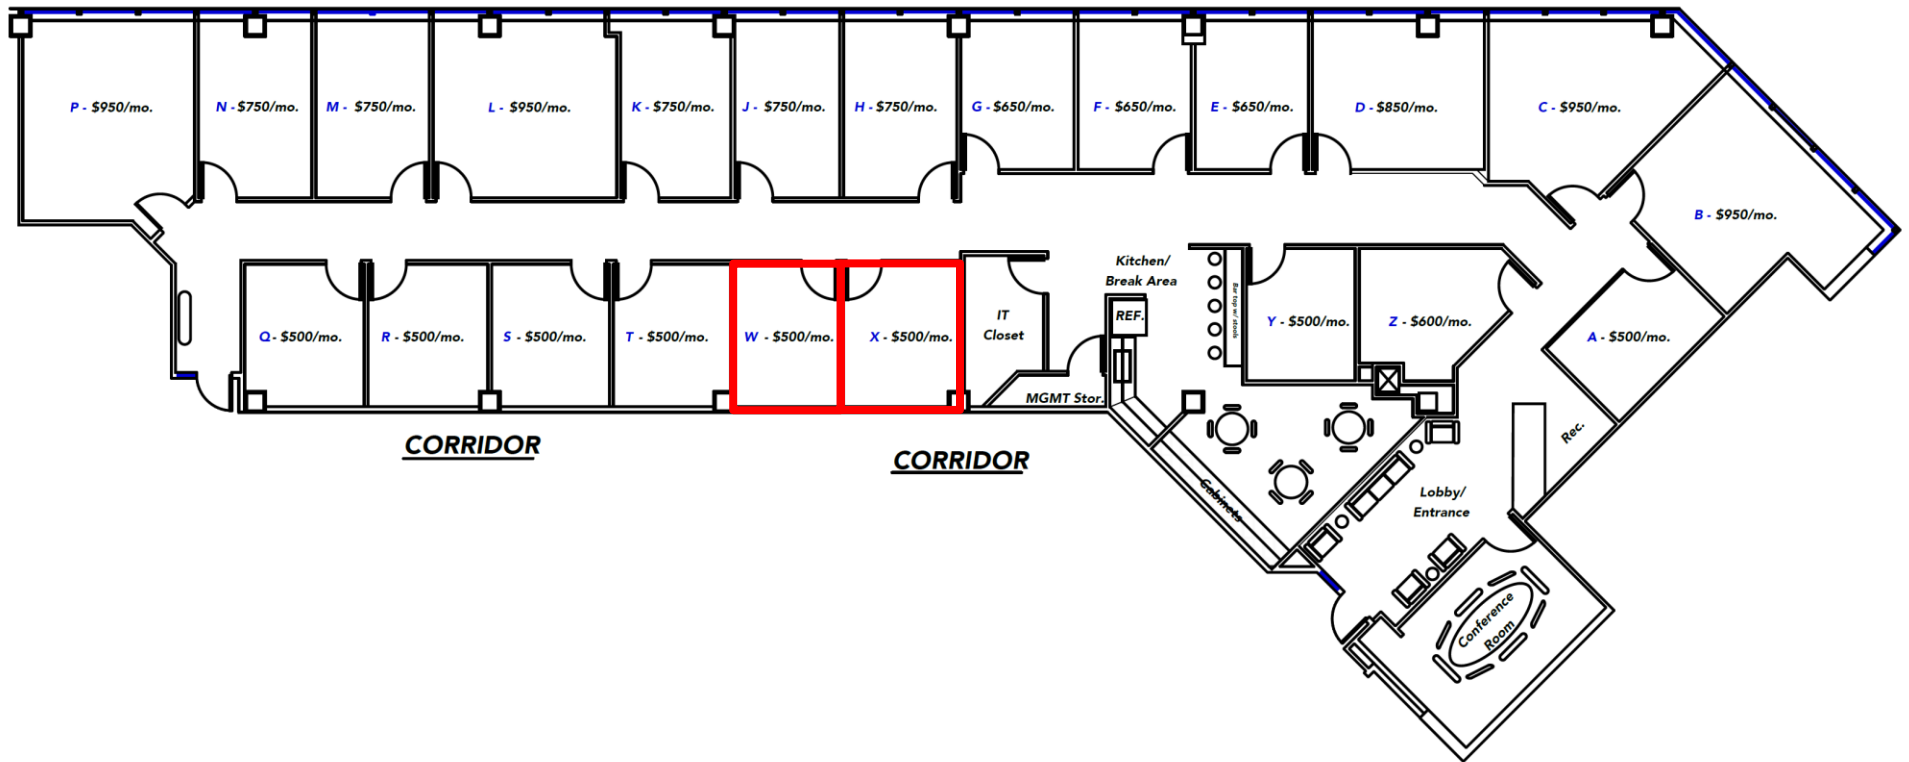 P - $950/mo.
N - $750/mo.
M - $750/mo.
L - $950/mo.
K - $750/mo.
J - $750/mo.
H - $750/mo.
G - $650/mo.
F - $650/mo.
E - $650/mo.
D - $850/mo.
C - $950/mo.
B - $950/mo.
Kitchen/
Break Area
Bar top w/ stools
Q - $500/mo.
R - $500/mo.
S - $500/mo.
T - $500/mo.
W - $500/mo.
X - $500/mo.
IT
Closet
REF.
Y - $500/mo.
Z - $600/mo.
A - $500/mo.
MGMT Stor.
CORRIDOR
CORRIDOR
Rec.
Cabinets
Lobby/
Entrance
Conference
Room